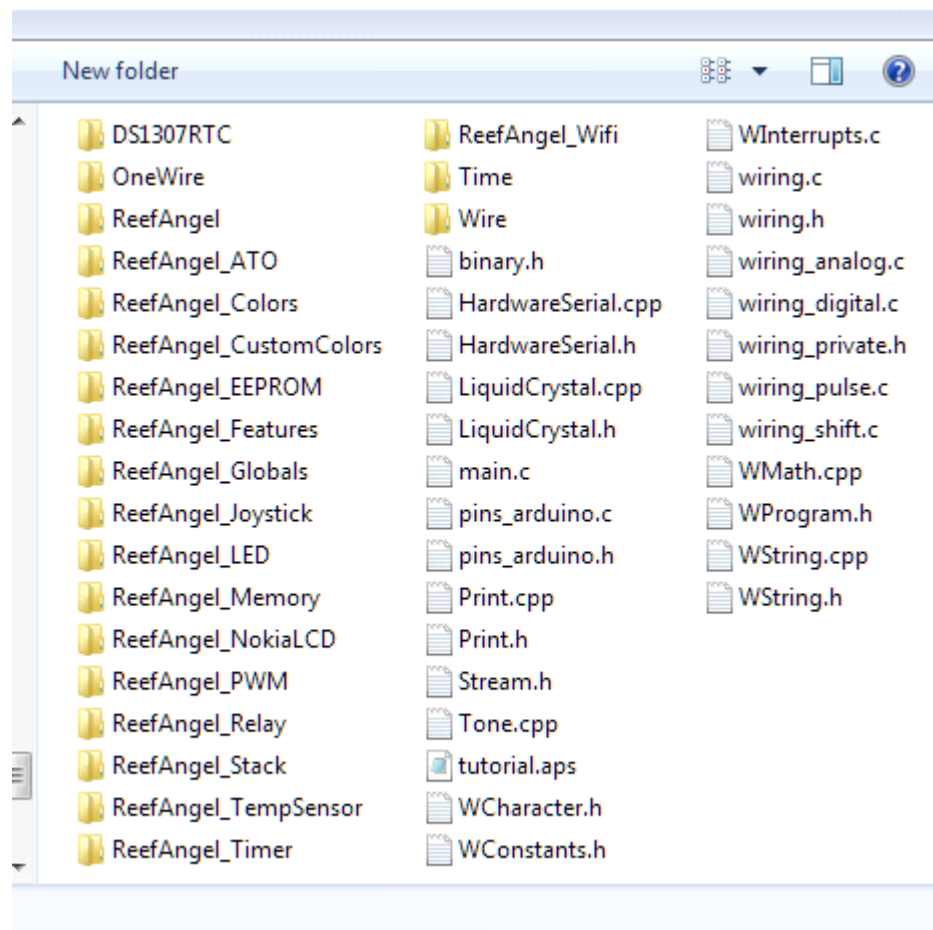 New folder
DS1307RTC
OneWire
ReefAngel
ReefAngel_ATO
ReefAngel_Colors
ReefAngel_CustomColors
ReefAngel_EEPROM
ReefAngel_Features
ReefAngel_Globals
ReefAngel_Joystick
ReefAngel_LED
ReefAngel_Memory
ReefAngel_NokiaLCD
ReefAngel_PWM
ReefAngel_Relay
ReefAngel_Stack
ReefAngel_TempSensor
ReefAngel_Timer
ReefAngel_Wifi
Time
Wire
binary.h
HardwareSerial.cpp
HardwareSerial.h
LiquidCrystal.cpp
LiquidCrystal.h
main.c
pins_arduino.c
pins_arduino.h
Print.cpp
Print.h
Stream.h
Tone.cpp
tutorial.aps
WCharacter.h
WConstants.h
WInterrupts.c
wiring.c
wiring.h
wiring_analog.c
wiring_digital.c
wiring_private.h
wiring_pulse.c
wiring_shift.c
WMath.cpp
WProgram.h
WString.cpp
WString.h